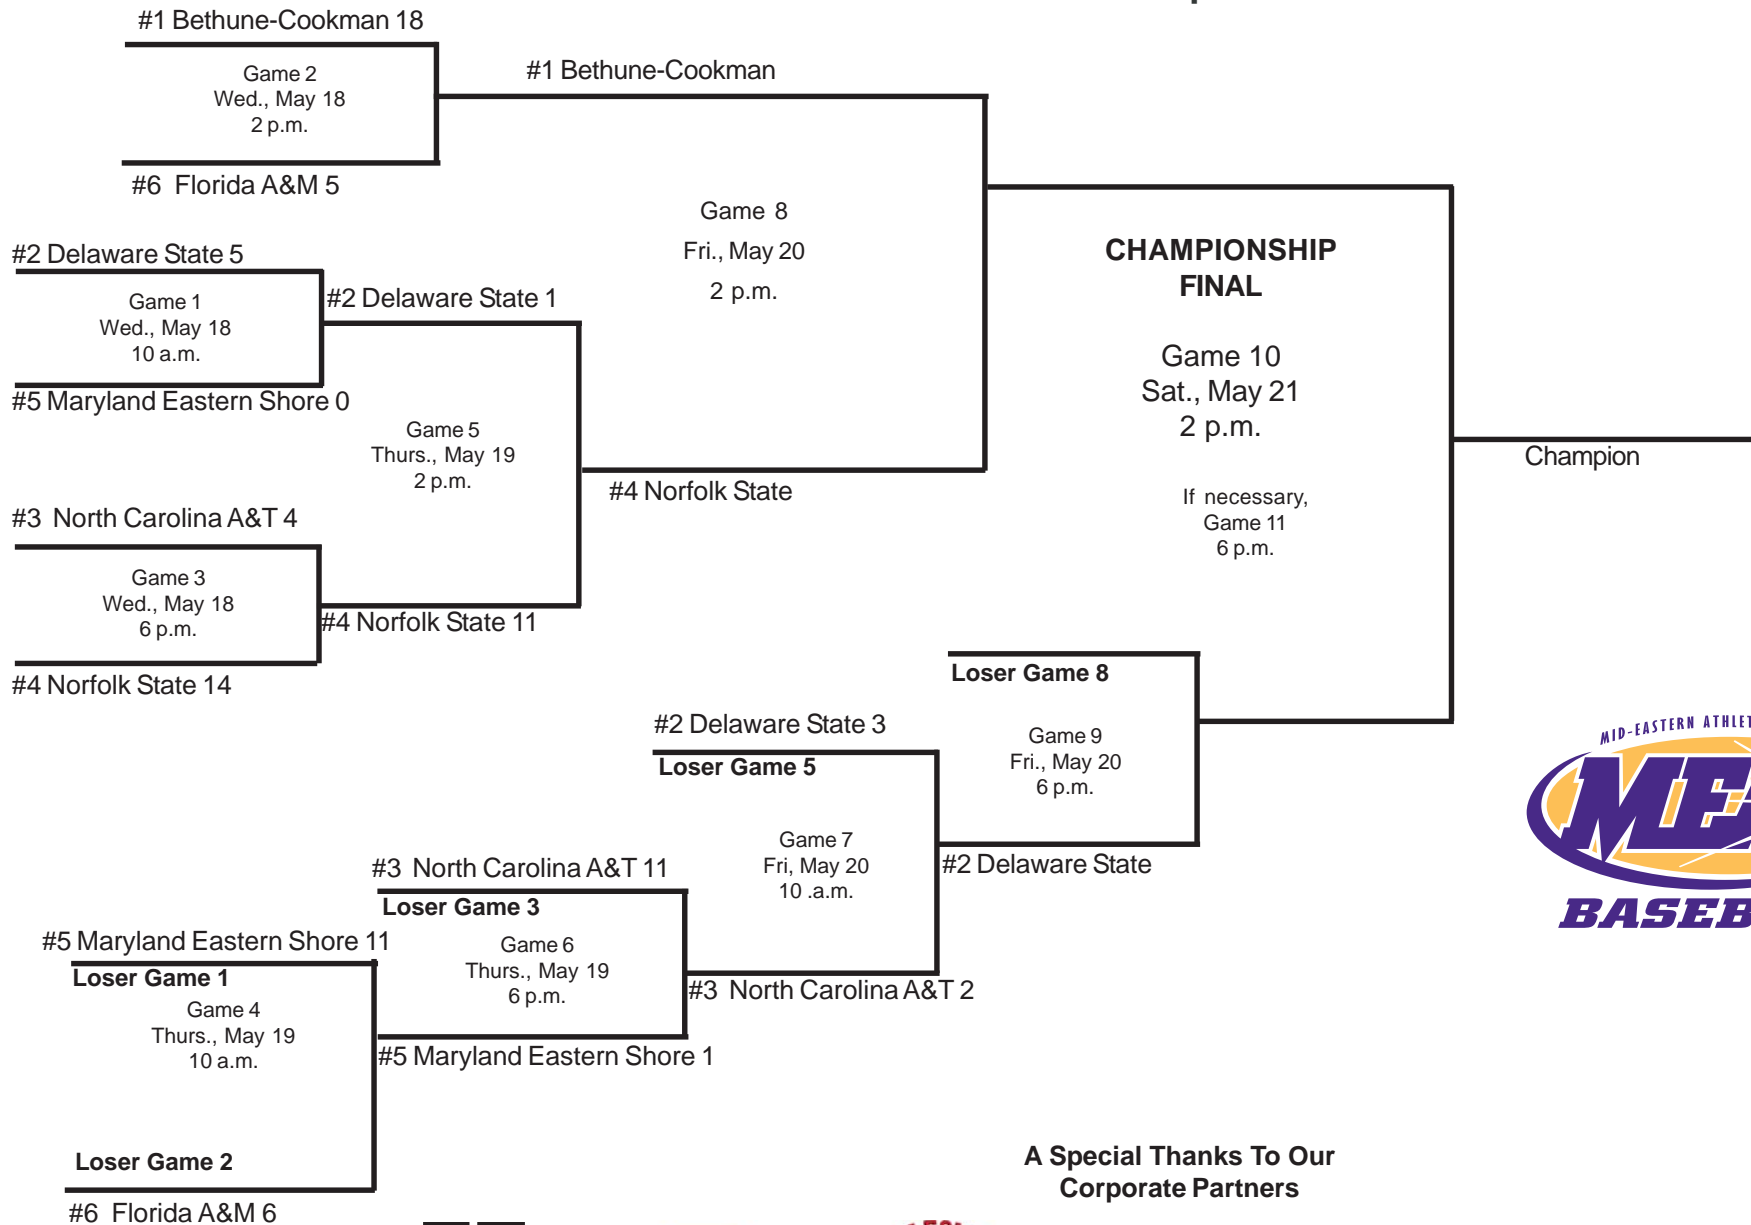 #1 Bethune-Cookman 18
Game 2
Wed., May 18
2 p.m.
#6 Florida A&M 5
#1 Bethune-Cookman
#2 Delaware State 5
Game 1
Wed., May 18
10 a.m.
#5 Maryland Eastern Shore 0
#2 Delaware State 1
Game 5
Thurs., May 19
2 p.m.
#3 North Carolina A&T 4
Game 3
Wed., May 18
6 p.m.
#4 Norfolk State 14
#4 Norfolk State 11
Game 8
Fri., May 20
2 p.m.
#4 Norfolk State
CHAMPIONSHIP
FINAL
Game 10
Sat., May 21
2 p.m.
If necessary,
Game 11
6 p.m.
Champion
Loser Game 8
Game 9
Fri., May 20
6 p.m.
#2 Delaware State
#2 Delaware State 3
Loser Game 5
Game 7
Fri, May 20
10 .a.m.
#3 North Carolina A&T 2
#3 North Carolina A&T 11
Loser Game 3
Game 6
Thurs., May 19
6 p.m.
#5 Maryland Eastern Shore 1
#5 Maryland Eastern Shore 11
Loser Game 1
Game 4
Thurs., May 19
10 a.m.
Loser Game 2
#6 Florida A&M 6
MID-EASTERN ATHLET
ME
BASEB
A Special Thanks To Our
Corporate Partners